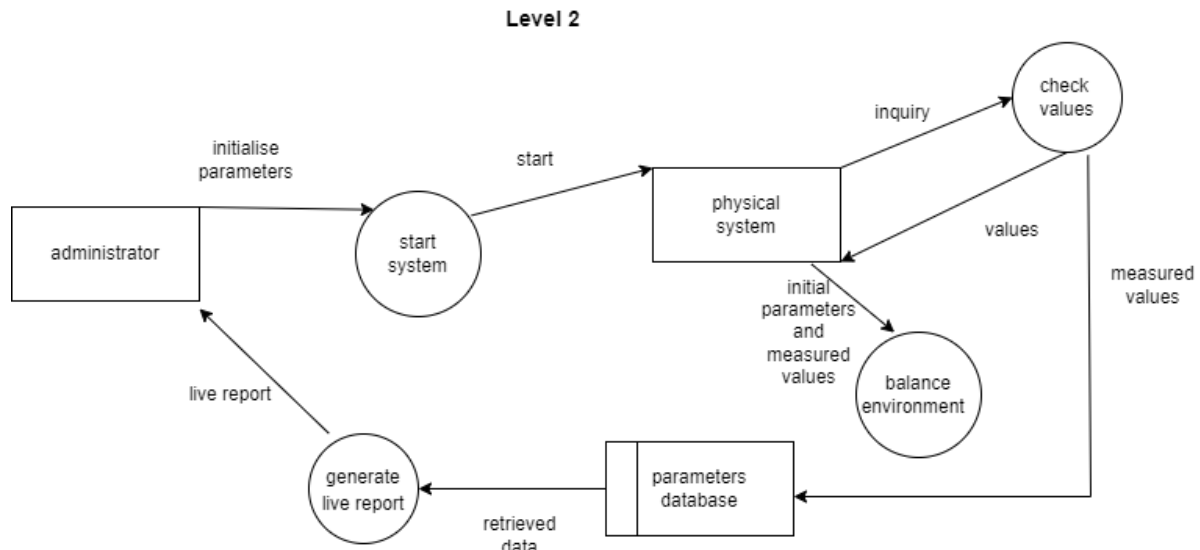 Level 2
check
values
inquiry
initialise
parameters
start
physical
system
administrator
start
system
values
measured
values
initial
parameters
and
measured
values
balance
environment
live report
generate
live report
parameters
database
retrieved
data